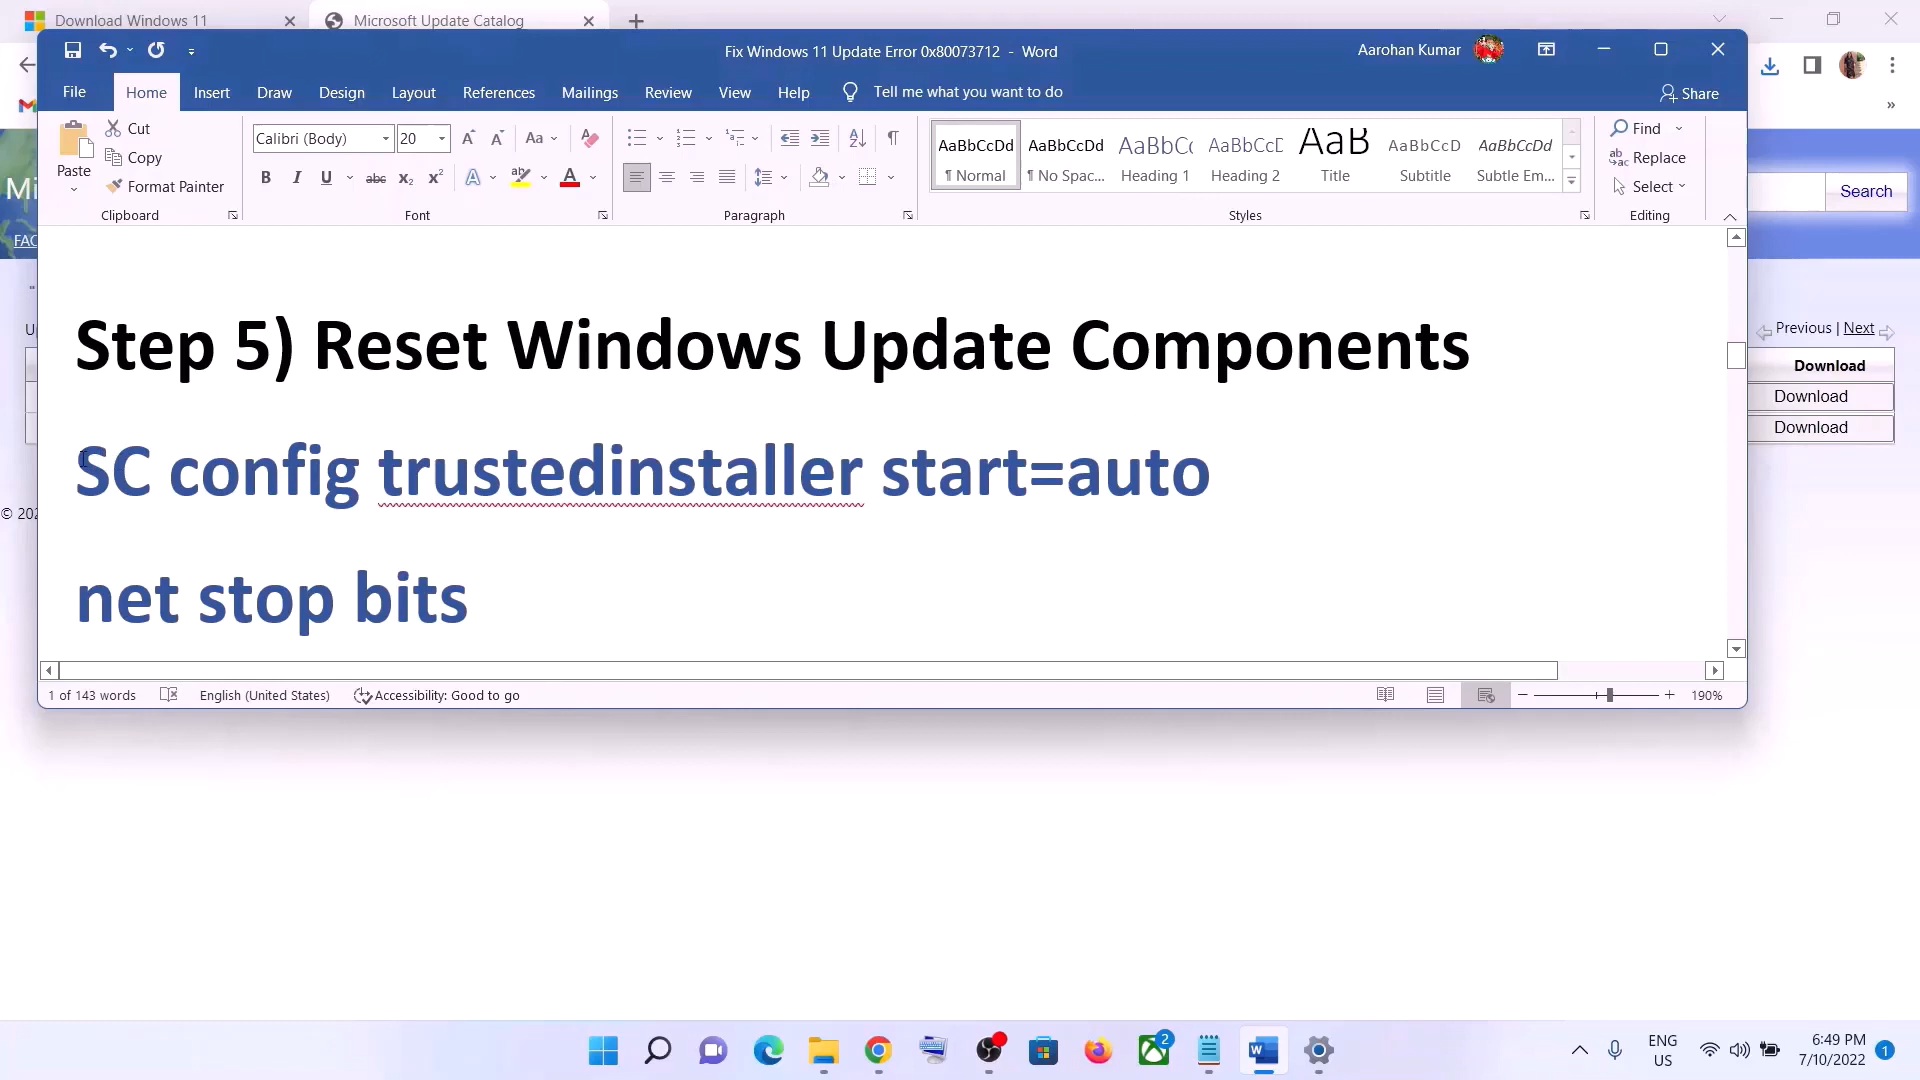 Download Windows 11
Microsoft Update Catalog
Fix Windows 11 Update Error 0x80073712 - Word
Aarohan Kumar
File Home Insert Draw Design Layout References Mailings Review View Help Tell me what you want to do
Share
Paste
Cut
Copy
Format Painter
Clipboard
Calibri (Body) 20
Font
Paragraph
AaBbCcDd AaBbCcDd AaBbC AaBbCcD AaB AaBbCcD AaBbCcDd
¶ Normal ¶ No Spac... Heading 1 Heading 2 Title Subtitle Subtle Em...
Styles
Find
Replace
Select
Editing
Search
Step 5) Reset Windows Update Components
SC config trustedinstaller start=auto
net stop bits
Previous | Next
Download
Download
Download
1 of 143 words English (United States) Accessibility: Good to go
190%
ENG
US
6:49 PM
7/10/2022
1
2